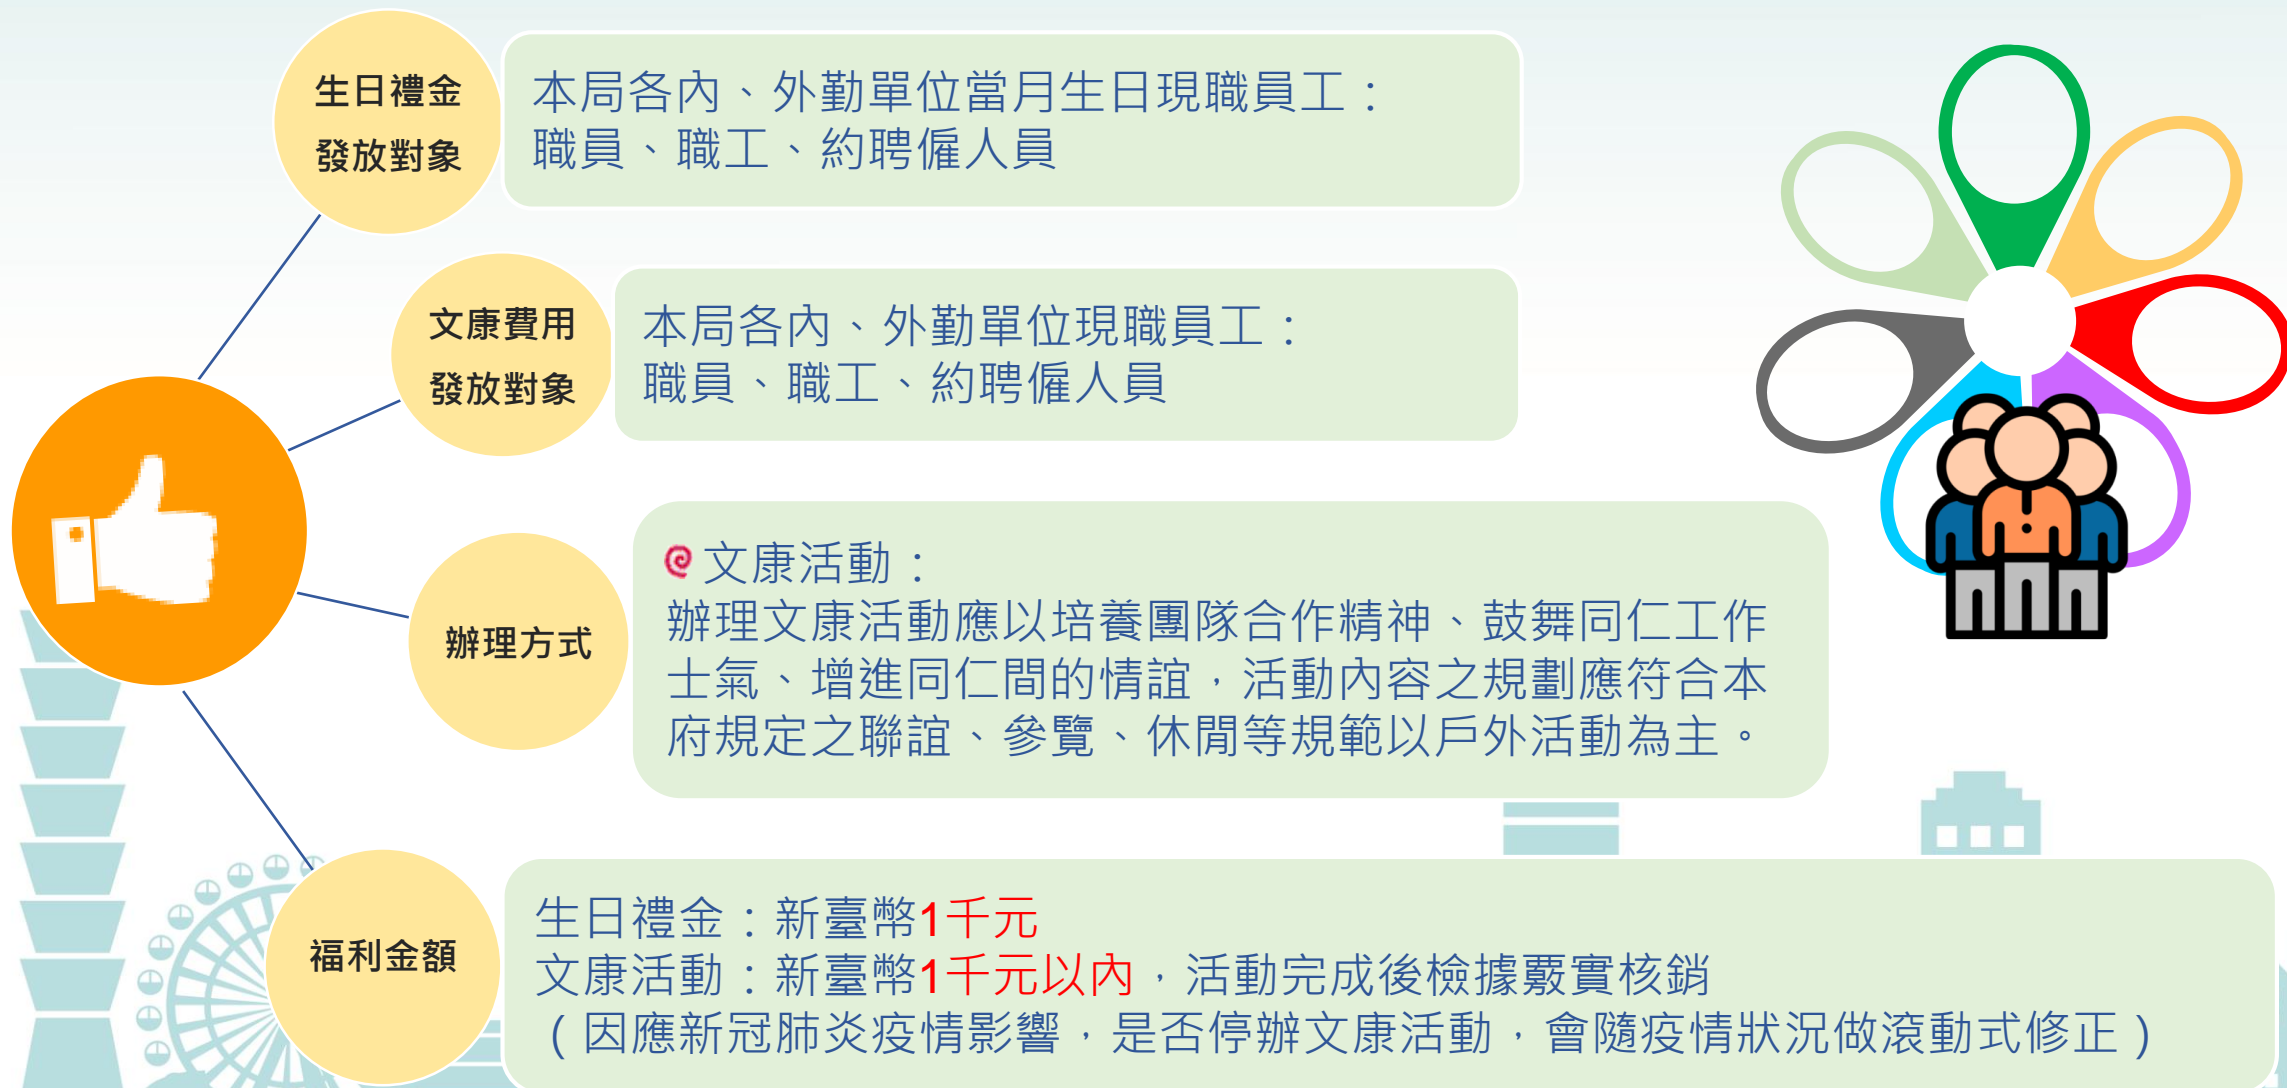 生日禮金
發放對象
本局各內、外勤單位當月生日現職員工：
職員、職工、約聘僱人員
文康費用
發放對象
本局各內、外勤單位現職員工：
職員、職工、約聘僱人員
辦理方式
文康活動：
辦理文康活動應以培養團隊合作精神、鼓舞同仁工作
士氣、增進同仁間的情誼，活動內容之規劃應符合本
府規定之聯誼、參覽、休閒等規範以戶外活動為主。
福利金額
生日禮金：新臺幣1千元
文康活動：新臺幣1千元以內，活動完成後檢據覈實核銷
（因應新冠肺炎疫情影響，是否停辦文康活動，會隨疫情狀況做滾動式修正）